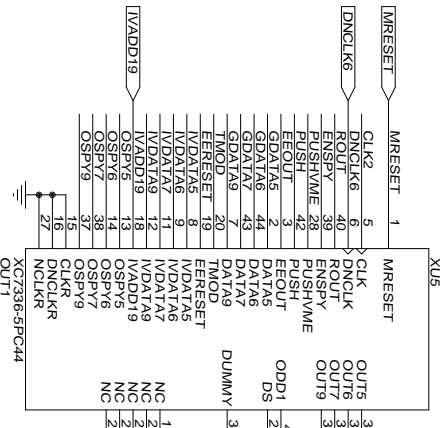 XU5
MRESET MRESET 1 MRESET
CLK2 5 CLK OUT5
DNCLK6 DNCLK6 6 DNCLK OUT6
ROUT 40 ROUT OUT7
ENSPY 39 ENSPY OUT9
PUSHVME 28 PUSHVME
PUSH 42 PUSH
EEOUT 3 EEOUT ODD1
GDATA5 2 DATA5 DS
GDATA6 44 DATA6
GDATA7 43 DATA7
GDATA9 7 DATA9 DUMMY
TMOD 20 TMOD
EERESET 19 EERESET
IVDATA5 8 IVDATA5
IVDATA6 9 IVDATA6
IVDATA7 11 IVDATA7 NC
IVDATA9 12 IVDATA9 NC
IVADD19 IVADD19 18 IVADD19 NC
OSPY5 13 OSPY5 NC
OSPY6 14 OSPY6 NC
OSPY7 38 OSPY7
OSPY9 37 OSPY9
15 CLKR
16 DNCLKR
27 NCLKR
XC7336-5PC44
OUT1